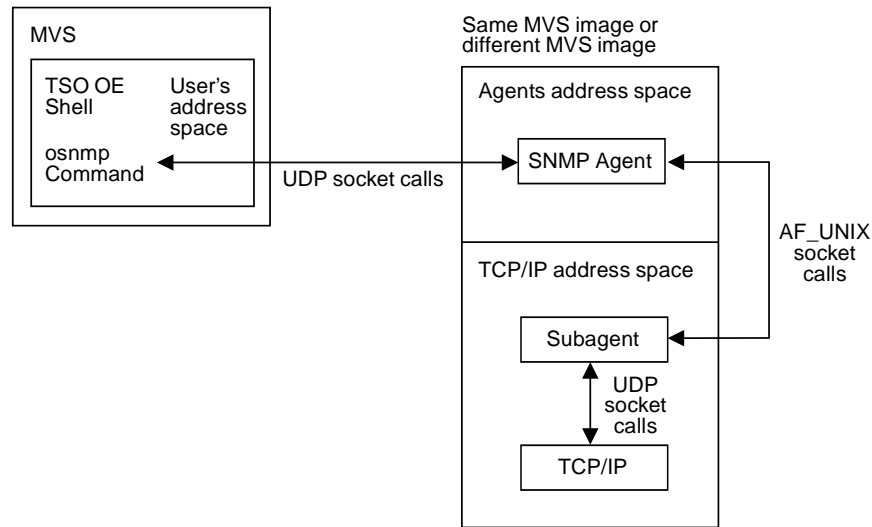 MVS
TSO OE
Shell
User's
address
space
osnmp
Command
UDP socket calls
Same MVS image or
different MVS image
Agents address space
SNMP Agent
AF_UNIX
socket
calls
TCP/IP address space
Subagent
UDP
socket
calls
TCP/IP